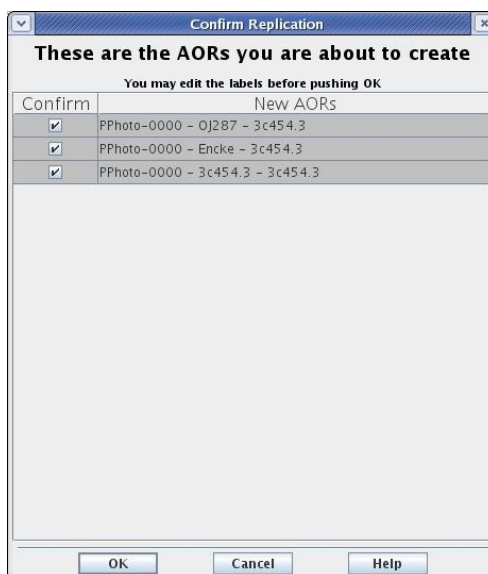 Confirm Replication
These are the AORs you are about to create
You may edit the labels before pushing OK
Confirm New AORs
PPhoto-0000 - OJ287 - 3c454.3
PPhoto-0000 - Encke - 3c454.3
PPhoto-0000 - 3c454.3 - 3c454.3
OK Cancel Help